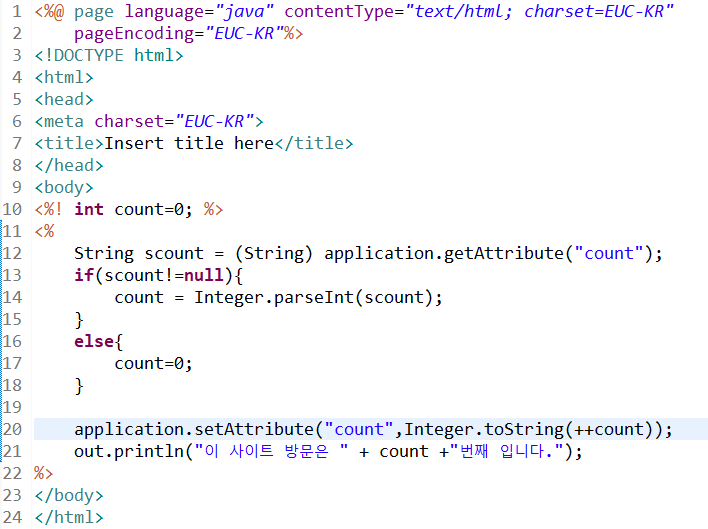 1 <%@ page language="java" contentType="text/html; charset=EUC-KR"
2     pageEncoding="EUC-KR"%>
3 <!DOCTYPE html>
4 <html>
5 <head>
6 <meta charset="EUC-KR">
7 <title>Insert title here</title>
8 </head>
9 <body>
10 <%! int count=0; %>
11 <%
12     String scount = (String) application.getAttribute("count");
13     if(scount!=null){
14         count = Integer.parseInt(scount);
15     }
16     else{
17         count=0;
18     }
19
20     application.setAttribute("count",Integer.toString(++count));
21     out.println("이 사이트 방문은 " + count +"번째 입니다.");
22 %>
23 </body>
24 </html>